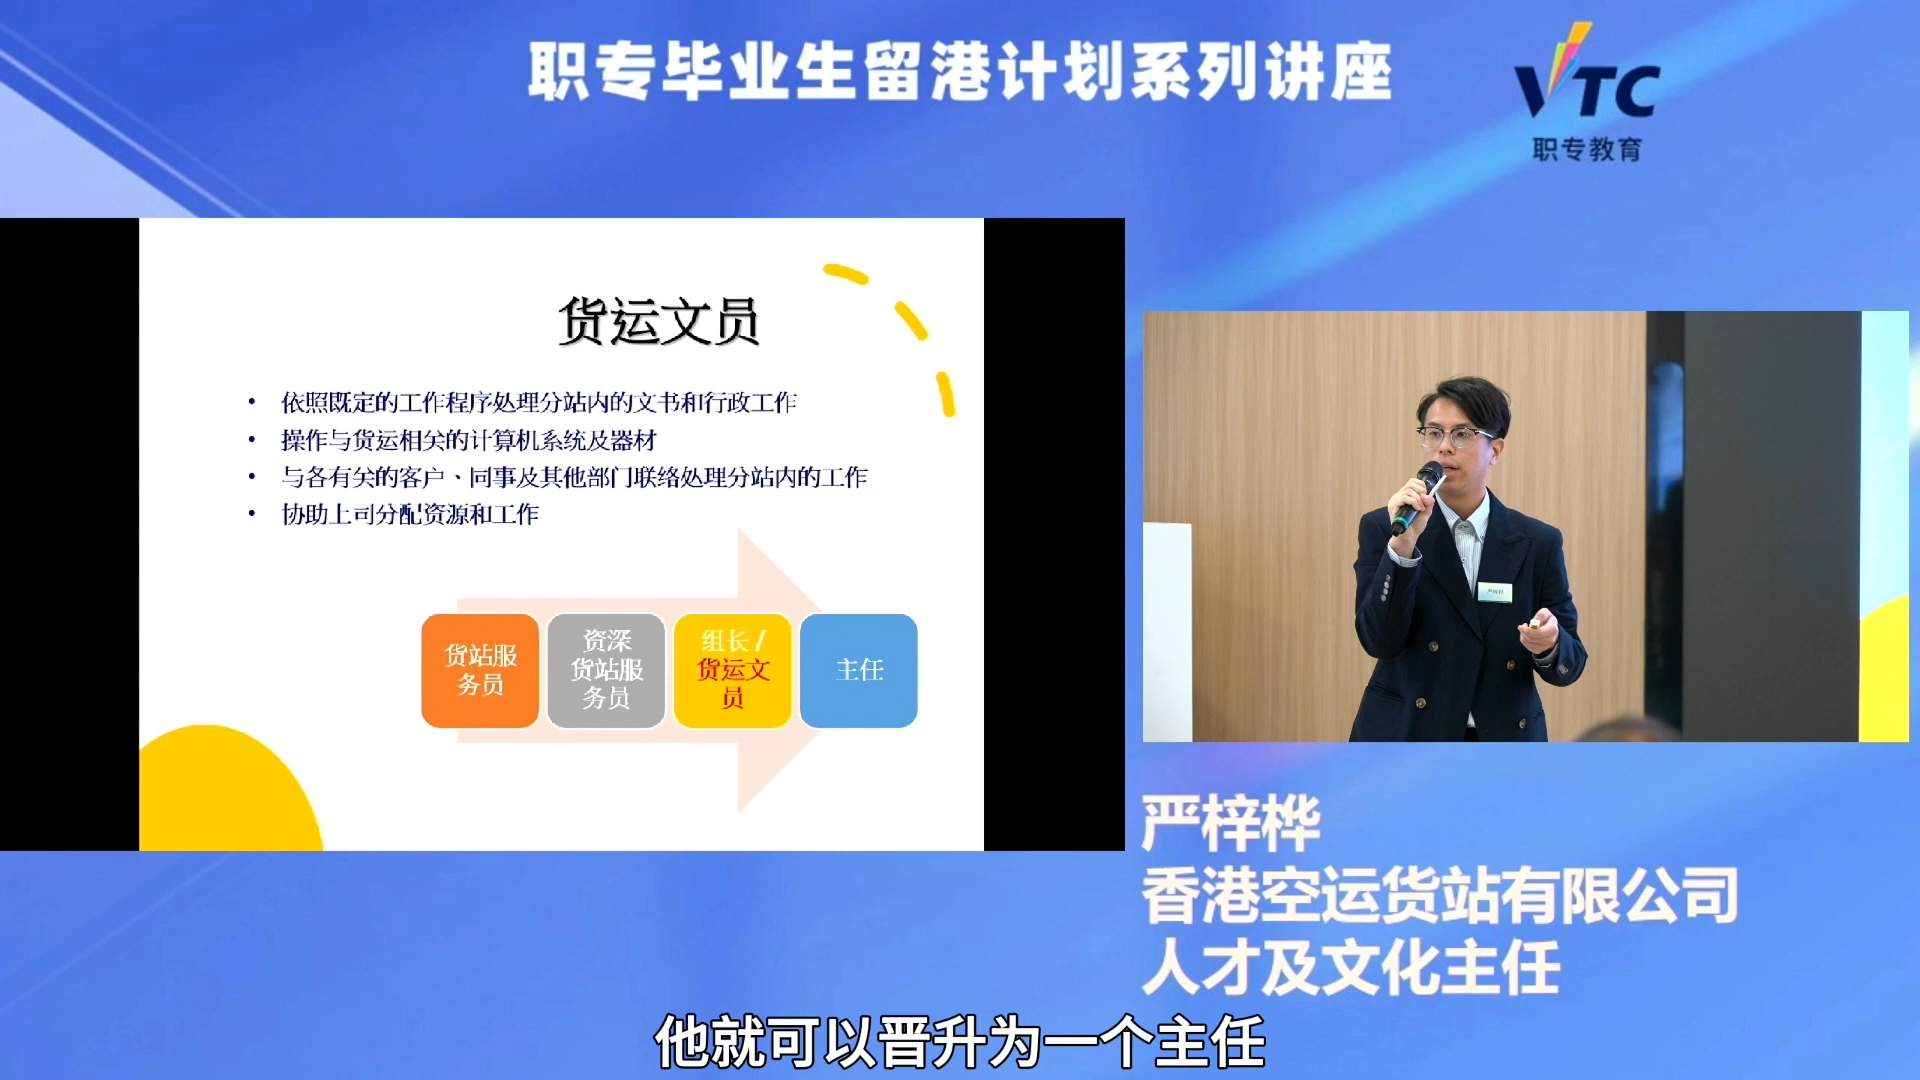 职专毕业生留港计划系列讲座
VTC
职专教育
货运文员
• 依照既定的工作程序处理分站内的文书和行政工作
• 操作与货运相关的计算机系统及器材
• 与各有关的客户、同事及其他部门联络处理分站内的工作
• 协助上司分配资源和工作
货站服
务员
资深
货站服
务员
组长/
货运文
员
主任
严梓桦
严梓桦
香港空运货站有限公司
人才及文化主任
他就可以晋升为一个主任